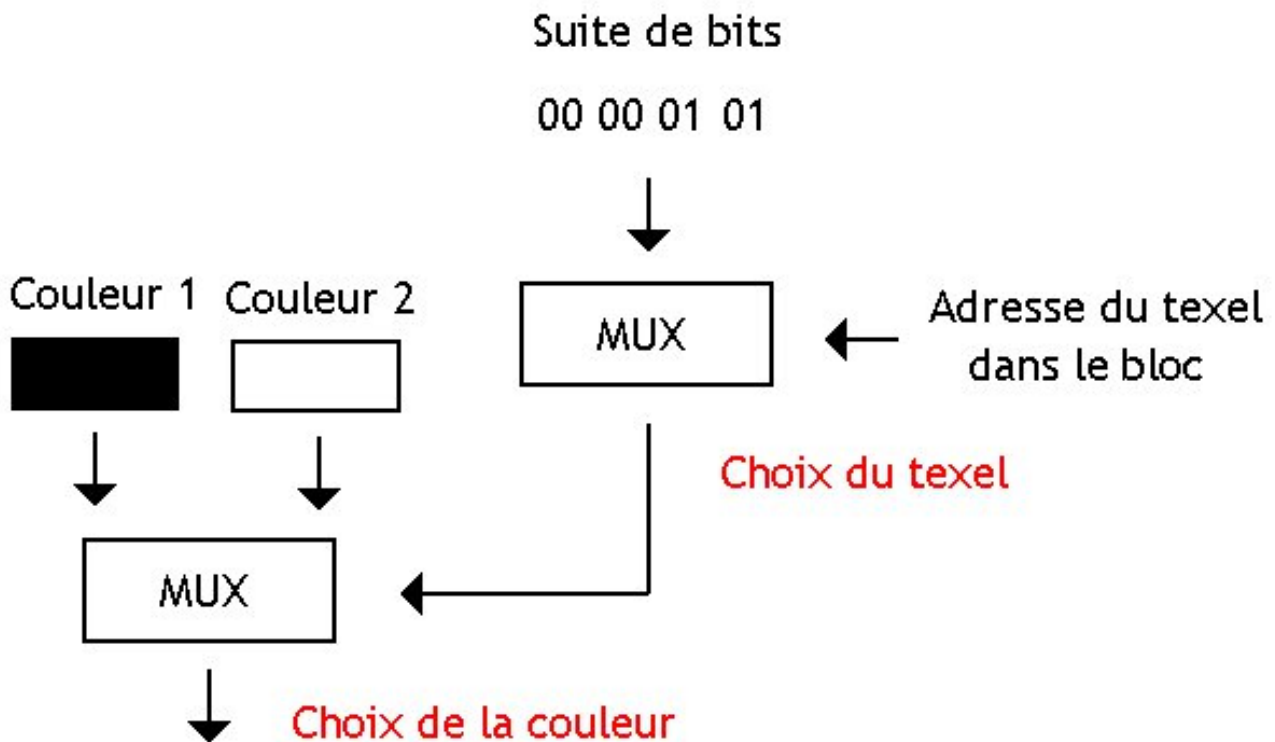 Suite de bits
00 00 01 01
Couleur 1
Couleur 2
MUX
Adresse du texel
dans le bloc
Choix du texel
MUX
Choix de la couleur